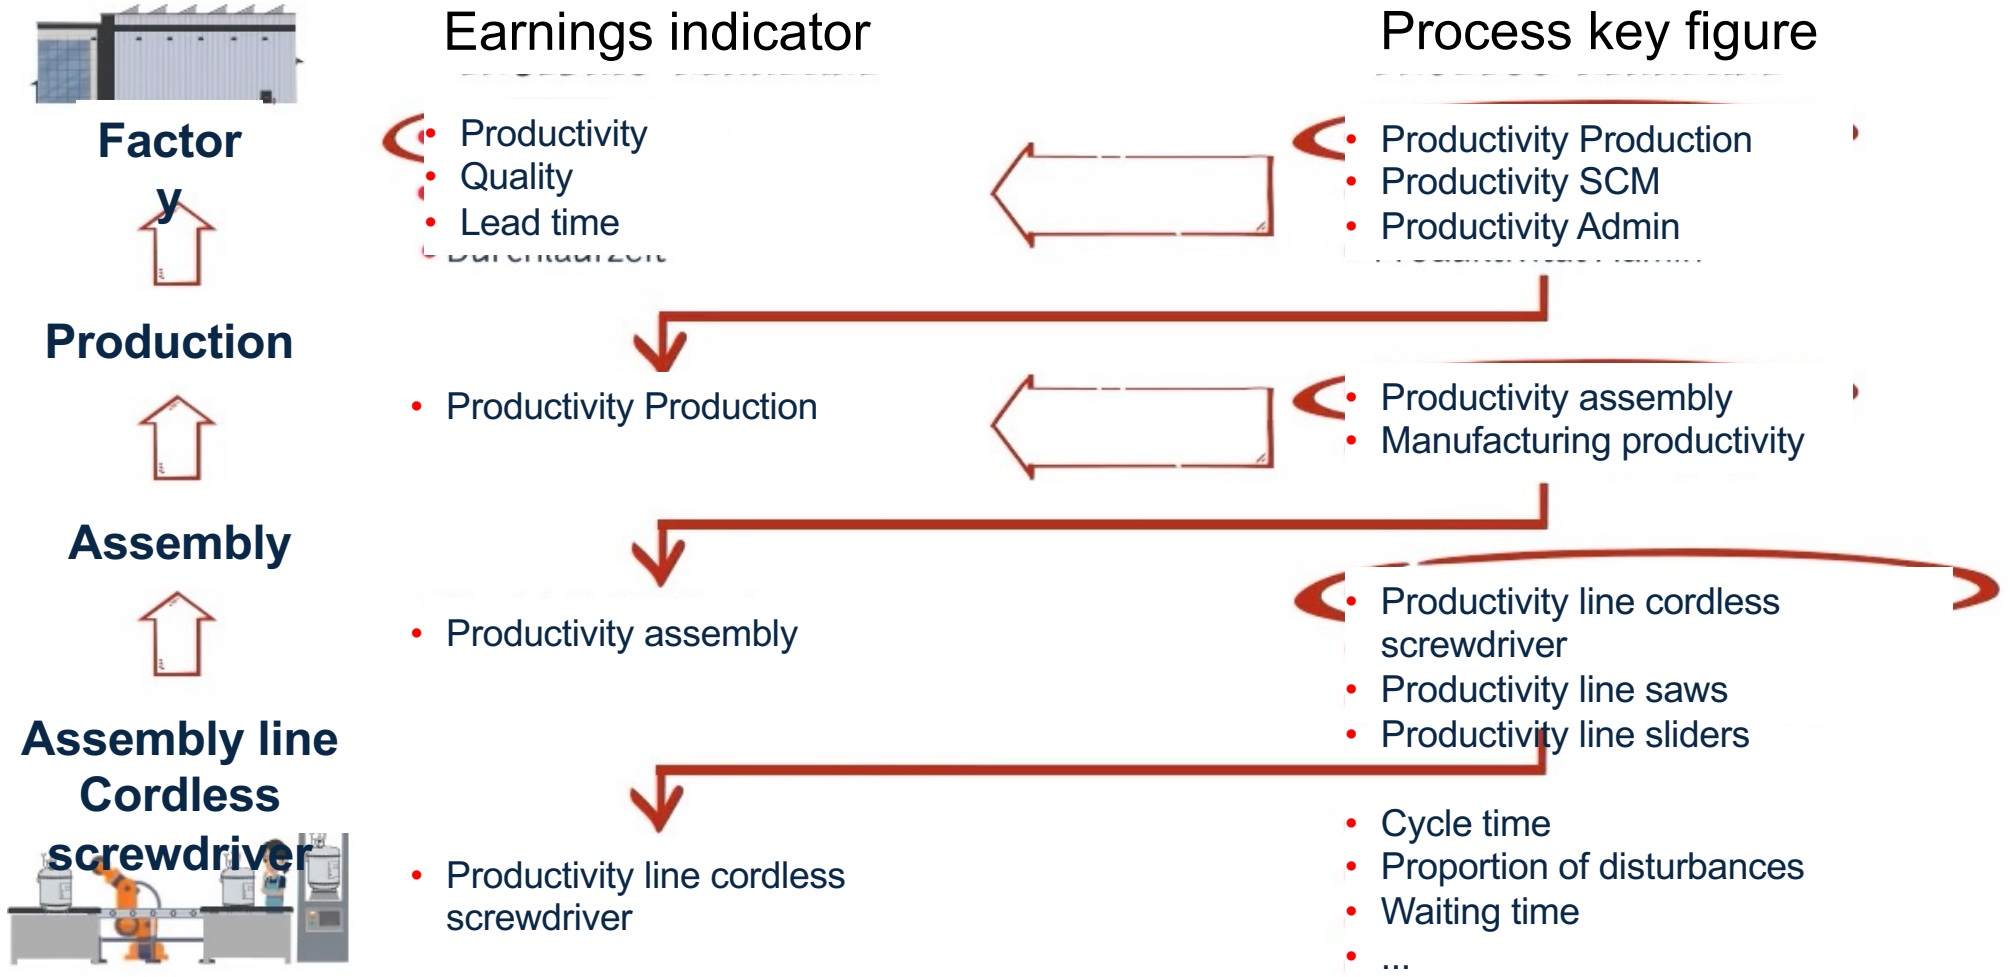 Earnings indicator
Process key figure
Factor
y
• Productivity
• Quality
• Lead time
• Productivity Production
• Productivity SCM
• Productivity Admin
Production
• Productivity Production
• Productivity assembly
• Manufacturing productivity
Assembly
• Productivity assembly
• Productivity line cordless
screwdriver
• Productivity line saws
• Productivity line sliders
Assembly line
Cordless
screwdriver
• Productivity line cordless
screwdriver
• Cycle time
• Proportion of disturbances
• Waiting time
• ...